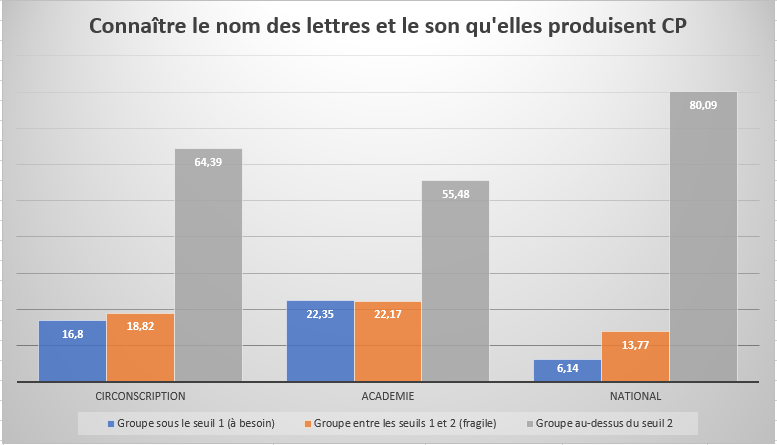 Connaître le nom des lettres et le son qu'elles produisent CP
16,8
18,82
64,39
22,35
22,17
55,48
6,14
13,77
80,09
CIRCONSCRIPTION
ACADEMIE
NATIONAL
Groupe sous le seuil 1 (à besoin)
Groupe entre les seuils 1 et 2 (fragile)
Groupe au-dessus du seuil 2